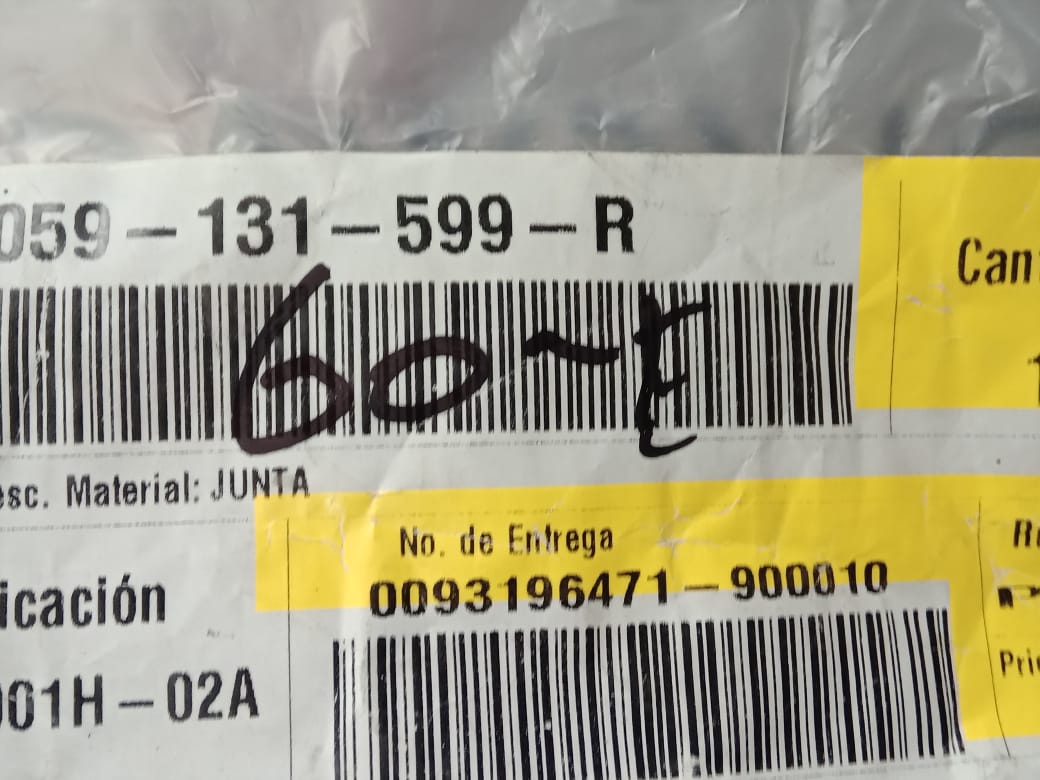 059-131-599-R
Can
60~E
esc. Material: JUNTA
No. de Entrega
0093196471-900010
icación
001H-02A
Pri